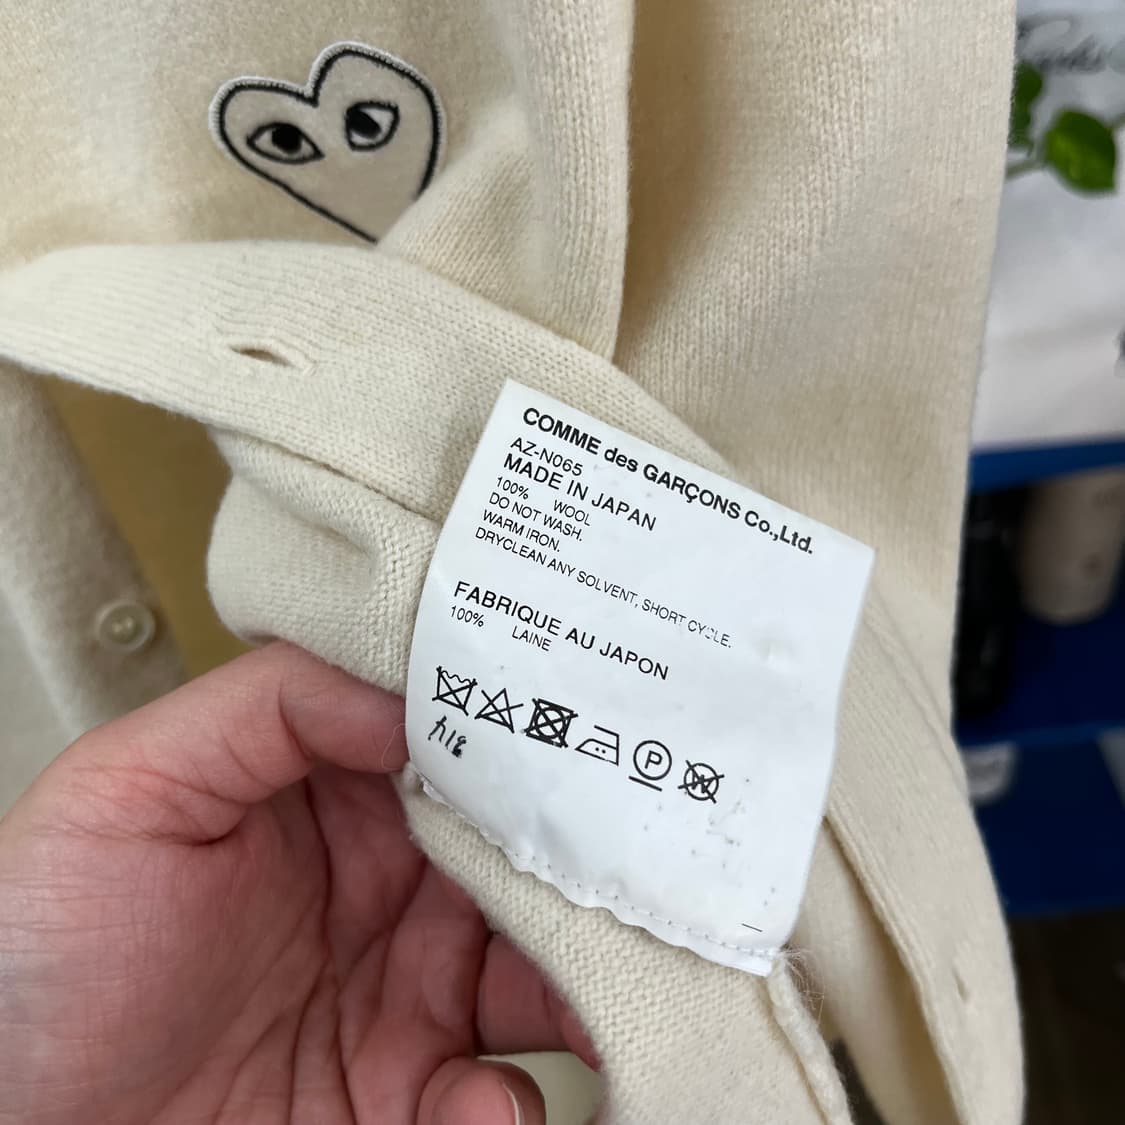 COMME des GARÇONS Co.,Ltd.
AZ-N065
MADE IN JAPAN
100% WOOL
DO NOT WASH.
WARM IRON.
DRYCLEAN ANY SOLVENT, SHORT CYCLE.
FABRIQUE AU JAPON
100% LAINE
P W